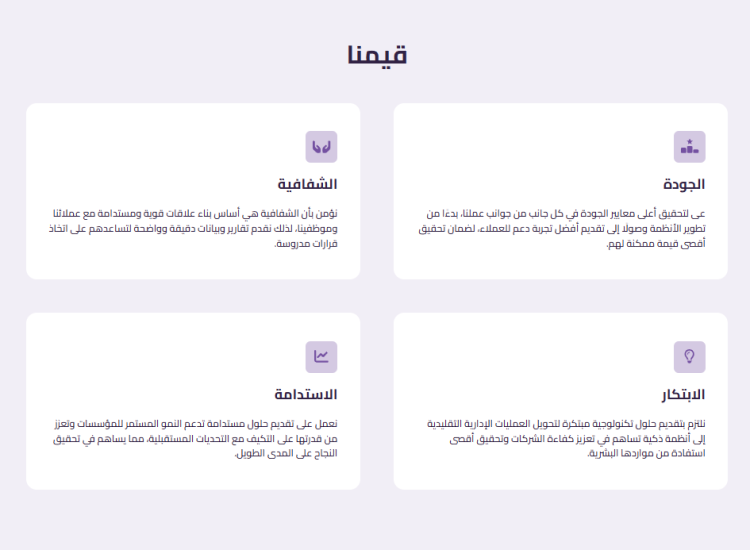 قيمنا
الجودة
عى لتحقيق أعلى معايير الجودة في كل جانب من جوانب عملنا، بدءًا من
تطوير الأنظمة وصولًا إلى تقديم أفضل تجربة دعم للعملاء، لضمان تحقيق
أقصى قيمة ممكنة لهم.
الشفافية
نؤمن بأن الشفافية هي أساس بناء علاقات قوية ومستدامة مع عملائنا
وموظفينا، لذلك نقدم تقارير وبيانات دقيقة وواضحة لتساعدهم على اتخاذ
قرارات مدروسة.
الابتكار
نلتزم بتقديم حلول تكنولوجية مبتكرة لتحويل العمليات الإدارية التقليدية
إلى أنظمة ذكية تساهم في تعزيز كفاءة الشركات وتحقيق أقصى
استفادة من مواردها البشرية.
الاستدامة
نعمل على تقديم حلول مستدامة تدعم النمو المستمر للمؤسسات وتعزز
من قدرتها على التكيف مع التحديات المستقبلية، مما يساهم في تحقيق
النجاح على المدى الطويل.